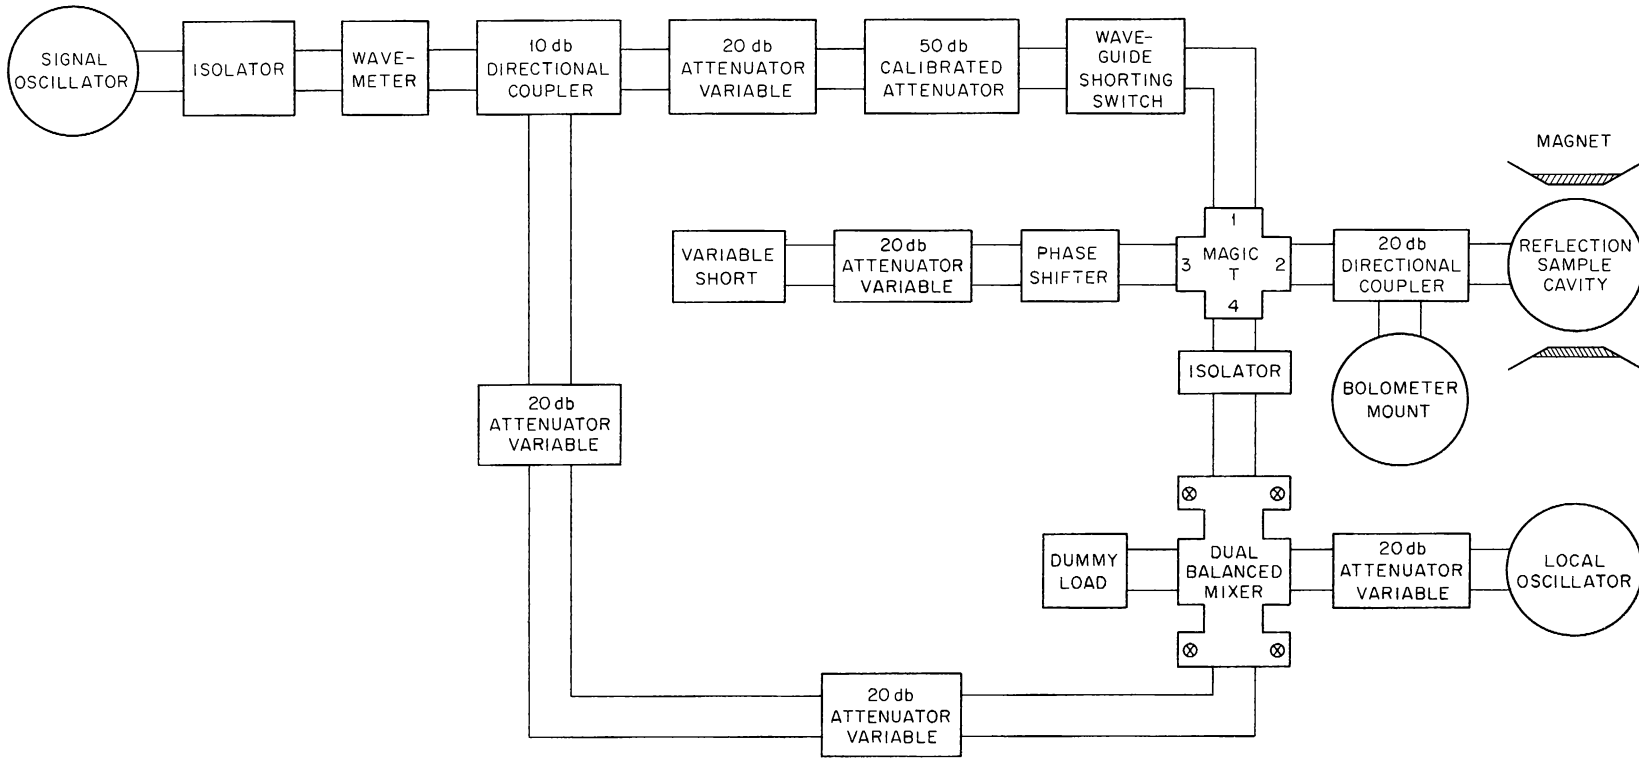 SIGNAL
OSCILLATOR
ISOLATOR
WAVE-
METER
10 db
DIRECTIONAL
COUPLER
20 db
ATTENUATOR
VARIABLE
50 db
CALIBRATED
ATTENUATOR
WAVE-
GUIDE
SHORTING
SWITCH
MAGNET
VARIABLE
SHORT
20 db
ATTENUATOR
VARIABLE
PHASE
SHIFTER
1
3 MAGIC 2
T
4
20 db
DIRECTIONAL
COUPLER
REFLECTION
SAMPLE
CAVITY
ISOLATOR
BOLOMETER
MOUNT
20 db
ATTENUATOR
VARIABLE
DUMMY
LOAD
DUAL
BALANCED
MIXER
20 db
ATTENUATOR
VARIABLE
LOCAL
OSCILLATOR
20 db
ATTENUATOR
VARIABLE